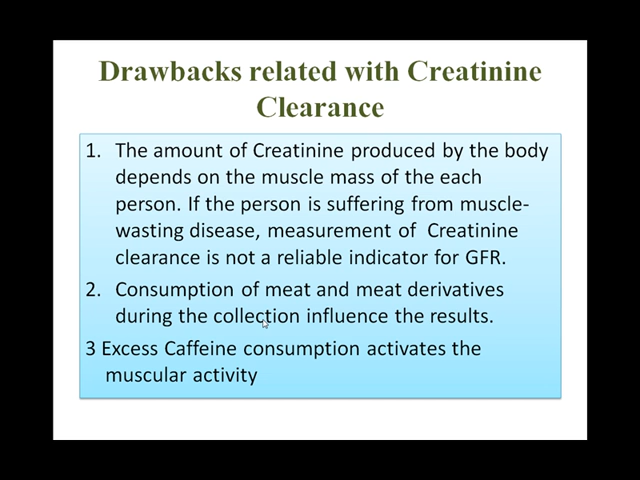 Drawbacks related with Creatinine
Clearance
1. The amount of Creatinine produced by the body
depends on the muscle mass of the each
person. If the person is suffering from muscle-
wasting disease, measurement of Creatinine
clearance is not a reliable indicator for GFR.
2. Consumption of meat and meat derivatives
during the collection influence the results.
3 Excess Caffeine consumption activates the
muscular activity